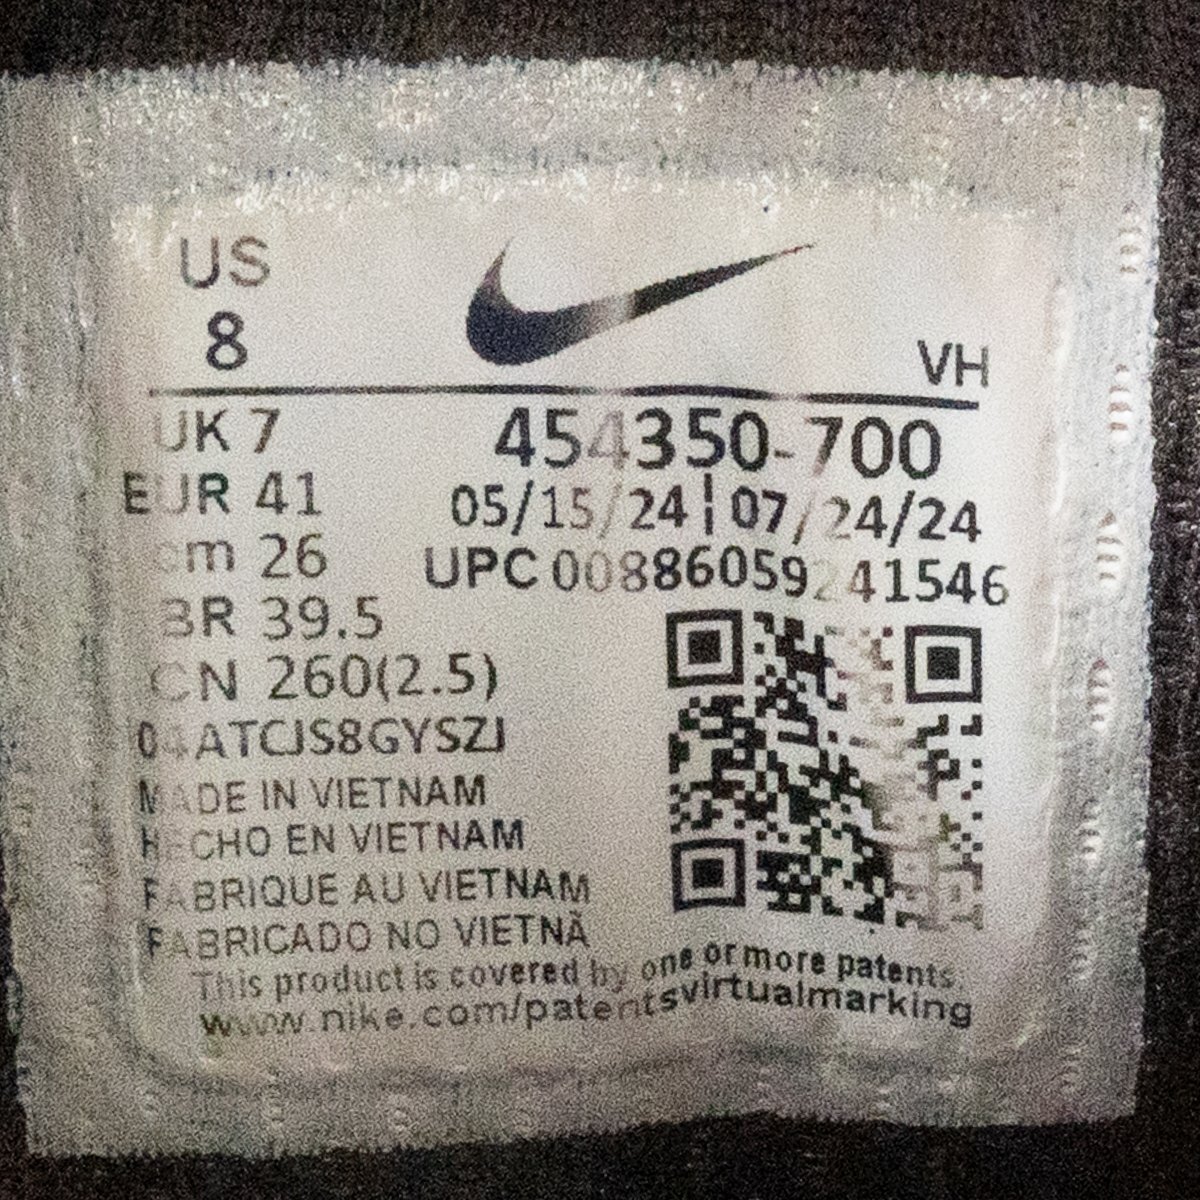 US
8
VH
UK 7
454350-700
EUR 41
05/15/24 | 07/24/24
cm 26
UPC 00886059241546
BR 39.5
CN 260(2.5)
04ATCJS8GYSZJ
MADE IN VIETNAM
HECHO EN VIETNAM
FABRIQUE AU VIETNAM
FABRICADO NO VIETNÃ
This product is covered by one or more patents
www.nike.com/patentsvirtualmarking